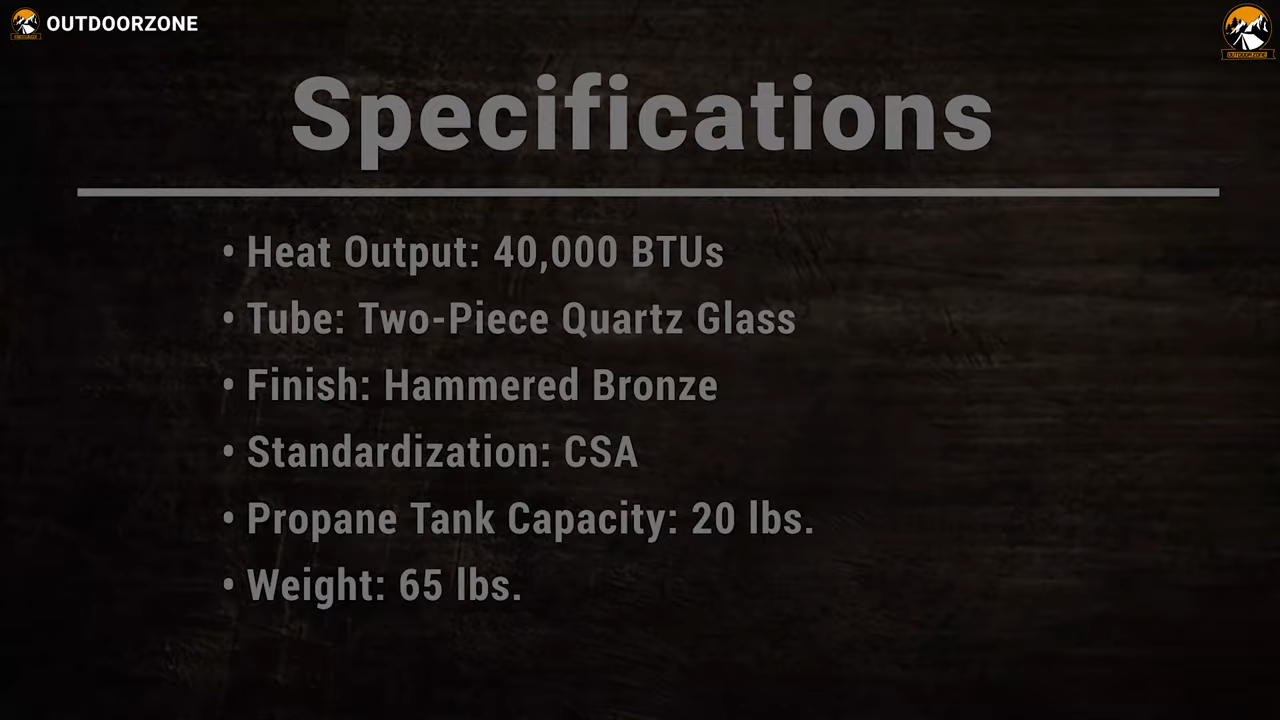 OUTDOORZONE
OUTDOORZONE
Specifications
• Heat Output: 40,000 BTUs
• Tube: Two-Piece Quartz Glass
• Finish: Hammered Bronze
• Standardization: CSA
• Propane Tank Capacity: 20 lbs.
• Weight: 65 lbs.